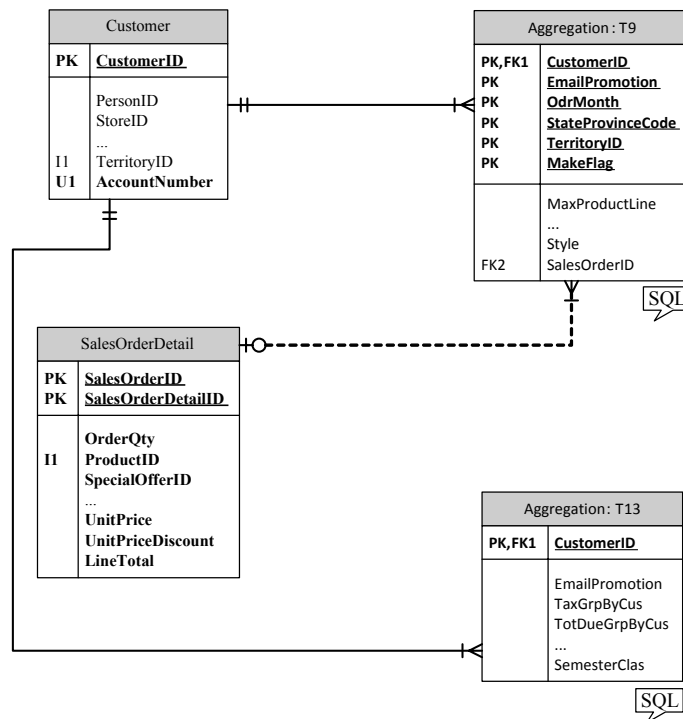 Customer
PK CustomerID
PersonID
StoreID
...
I1 TerritoryID
U1 AccountNumber
Aggregation: T9
PK,FK1 CustomerID
PK EmailPromotion
PK OdrMonth
PK StateProvinceCode
PK TerritoryID
PK MakeFlag
MaxProductLine
...
Style
FK2 SalesOrderID
SQL
SalesOrderDetail
PK SalesOrderID
PK SalesOrderDetailID
OrderQty
I1 ProductID
SpecialOfferID
...
UnitPrice
UnitPriceDiscount
LineTotal
Aggregation: T13
PK,FK1 CustomerID
EmailPromotion
TaxGrpByCus
TotDueGrpByCus
...
SemesterClas
SQL